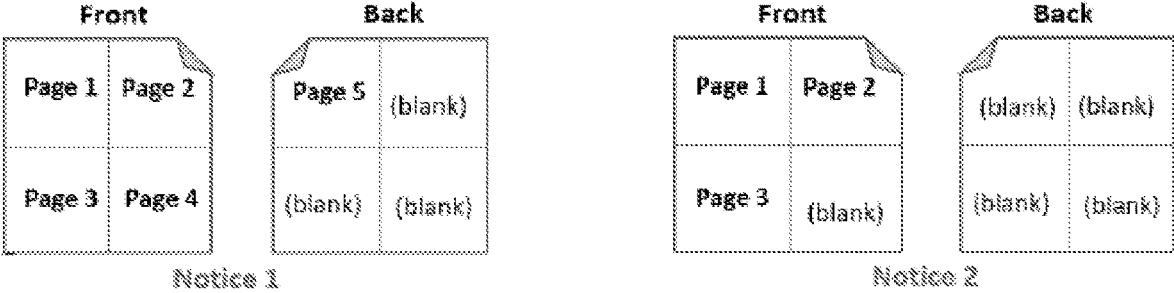 Front Back Front Back
Page 1 Page 2 Page 5 (blank) Page 1 Page 2 (blank) (blank)
Page 3 Page 4 (blank) (blank) Page 3 (blank) (blank) (blank)
Notice 1 Notice 2